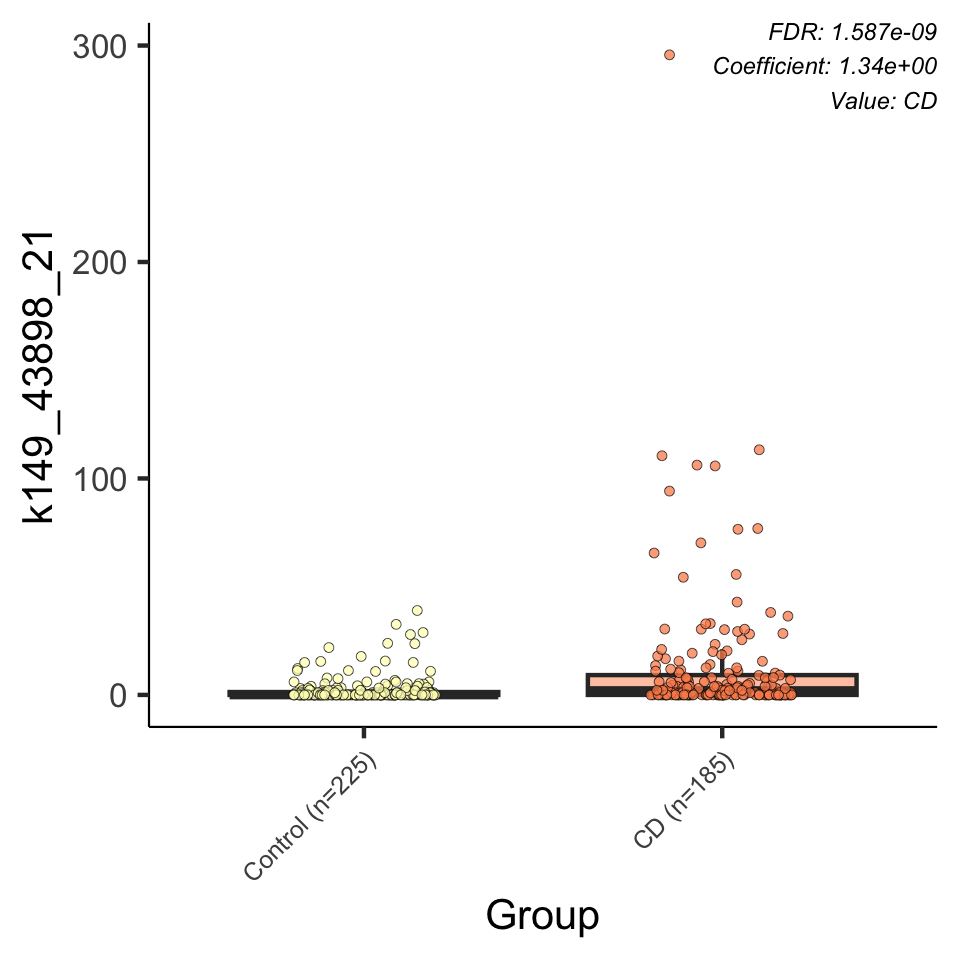 FDR: 1.587e-09
Coefficient: 1.34e+00
Value: CD
300
200
100
0
k149_43898_21
Control (n=225)
CD (n=185)
Group